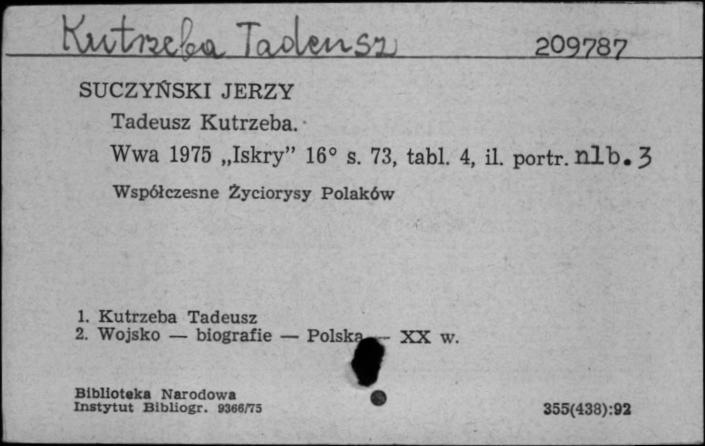 Kutrzeba Tadeusz 209787
SUCZYŃSKI JERZY
Tadeusz Kutrzeba.
Wwa 1975 „Iskry” 16° s. 73, tabl. 4, il. portr. nlb. 3
Współczesne Życiorysy Polaków
1. Kutrzeba Tadeusz
2. Wojsko — biografie — Polska — XX w.
Biblioteka Narodowa
Instytut Bibliogr. 9366/75 355(438):92